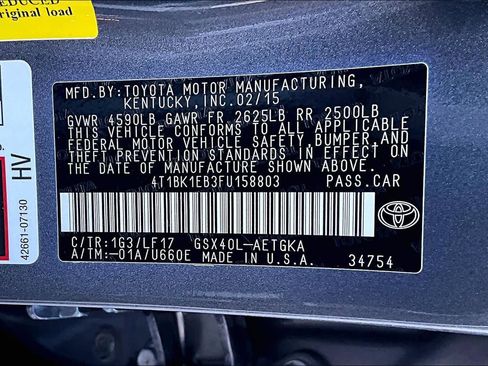 REDUCED
original load
MFD.BY:TOYOTA MOTOR MANUFACTURING,
KENTUCKY,INC.02/15
GVWR 4590LB GAWR FR 2625LB RR 2500LB
THIS VEHICLE CONFORMS TO ALL APPLICABLE
FEDERAL MOTOR VEHICLE SAFETY,BUMPER,AND
THEFT PREVENTION STANDARDS IN EFFECT ON
THE DATE OF MANUFACTURE SHOWN ABOVE.
4T1BK1EB3FU158803 PASS.CAR
C/TR:1G3/LF17 GSX40L-AETGKA
A/TM:-01A/U660E MADE IN U.S.A.
34754
TOYOTA
42661-07130
HV